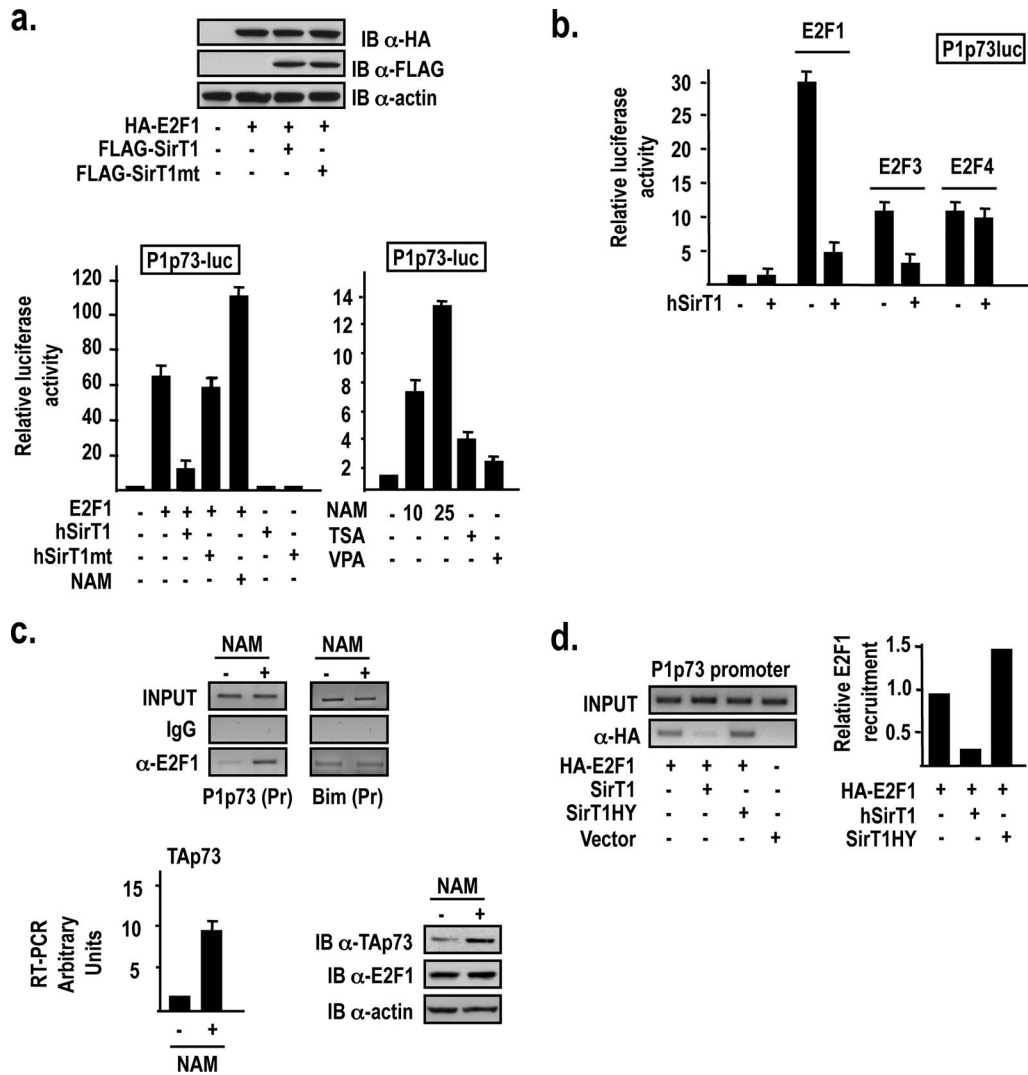 a.
IB α-HA
IB α-FLAG
IB α-actin
HA-E2F1 - + + +
FLAG-SirT1 - - + -
FLAG-SirT1mt - - - +
P1p73-luc
Relative luciferase activity
120
100
80
60
40
20
E2F1 - + + + + - -
hSirT1 - - + - - + -
hSirT1mt - - - + - - +
NAM - - - - + - -
P1p73-luc
14
12
10
8
6
4
2
NAM - 10 25 - -
TSA - - - + -
VPA - - - - +
b.
P1p73luc
Relative luciferase activity
30
25
20
15
10
5
E2F1
E2F3
E2F4
hSirT1 - + - + - + - +
c.
NAM NAM
- + - +
INPUT
IgG
α-E2F1
P1p73 (Pr) Bim (Pr)
TAp73
RT-PCR Arbitrary Units
15
10
5
- +
NAM
NAM
- +
IB α-TAp73
IB α-E2F1
IB α-actin
d.
P1p73 promoter
INPUT
α-HA
HA-E2F1 + + + -
SirT1 - + - -
SirT1HY - - + -
Vector - - - +
Relative E2F1 recruitment
1.5
1.0
0.5
HA-E2F1 + + +
hSirT1 - + -
SirT1HY - - +